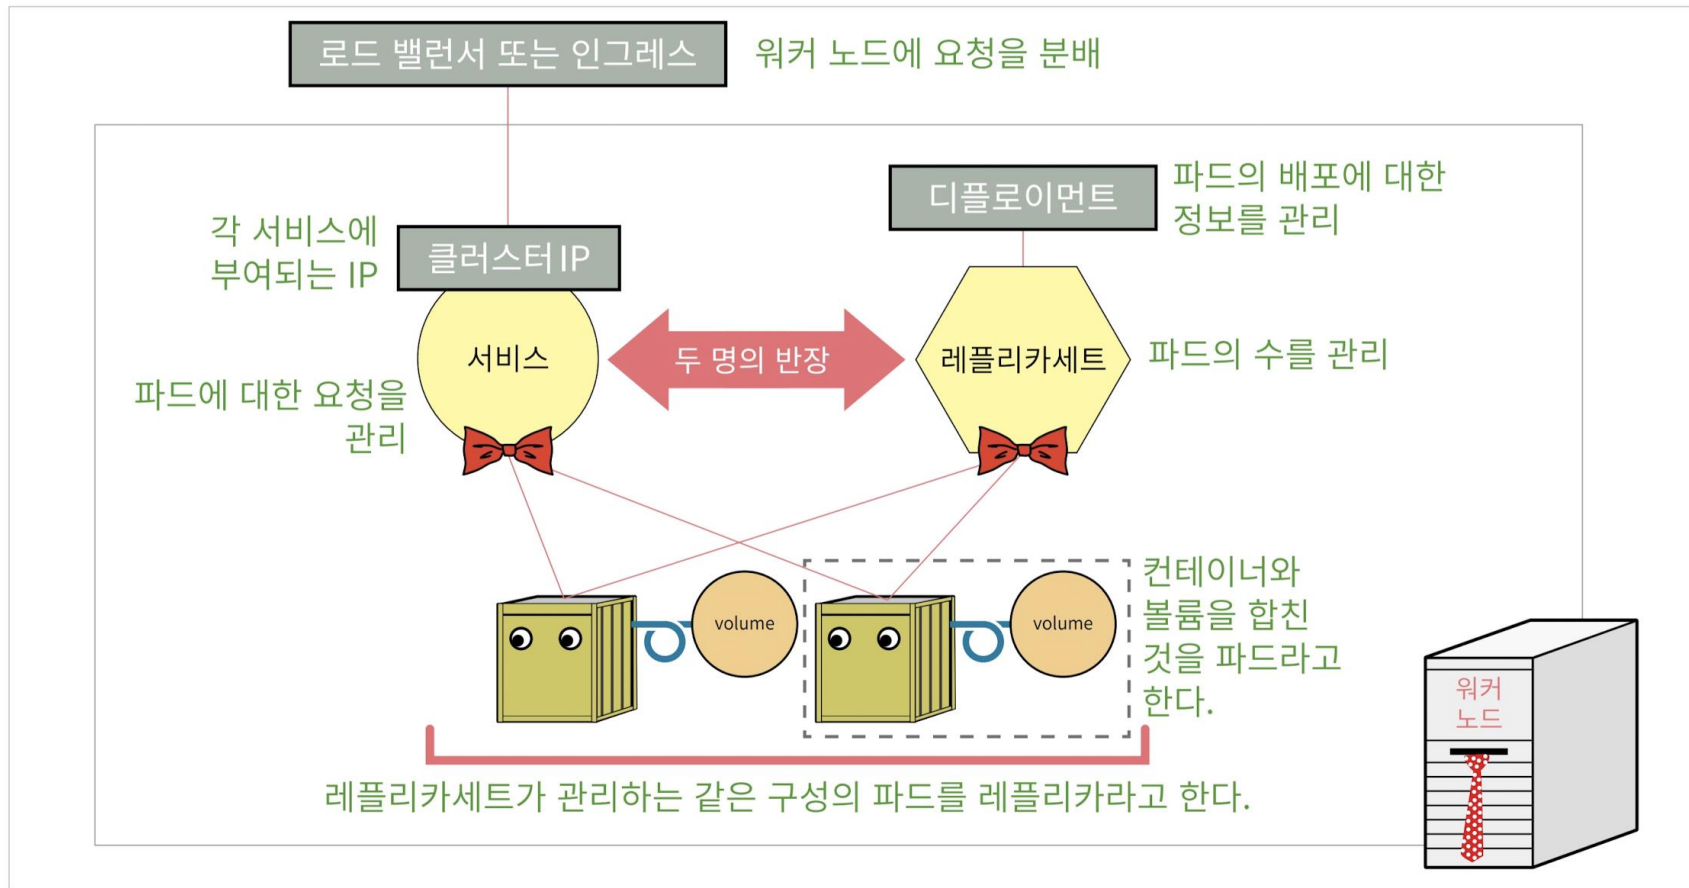 로드 밸런서 또는 인그레스
워커 노드에 요청을 분배
디플로이먼트
파드의 배포에 대한
정보를 관리
각 서비스에
부여되는 IP
클러스터 IP
서비스
두 명의 반장
레플리카세트
파드의 수를 관리
파드에 대한 요청을
관리
volume
volume
컨테이너와
볼륨을 합친
것을 파드라고
한다.
워커
노드
레플리카세트가 관리하는 같은 구성의 파드를 레플리카라고 한다.